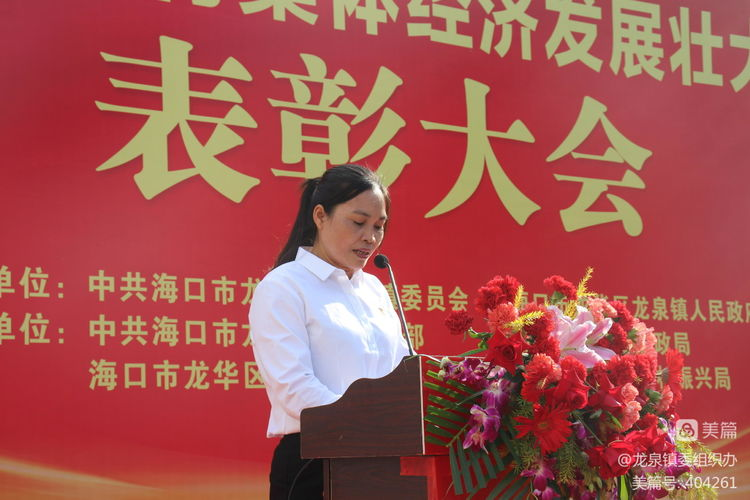 集体经济发展壮大
表彰大会
单位：中共海口市龙 委员会 龙泉镇人民政府
单位：中共海口市龙 部 政局
海口市龙华区 振兴局
美篇
@龙泉镇委组织办
美篇号:404261